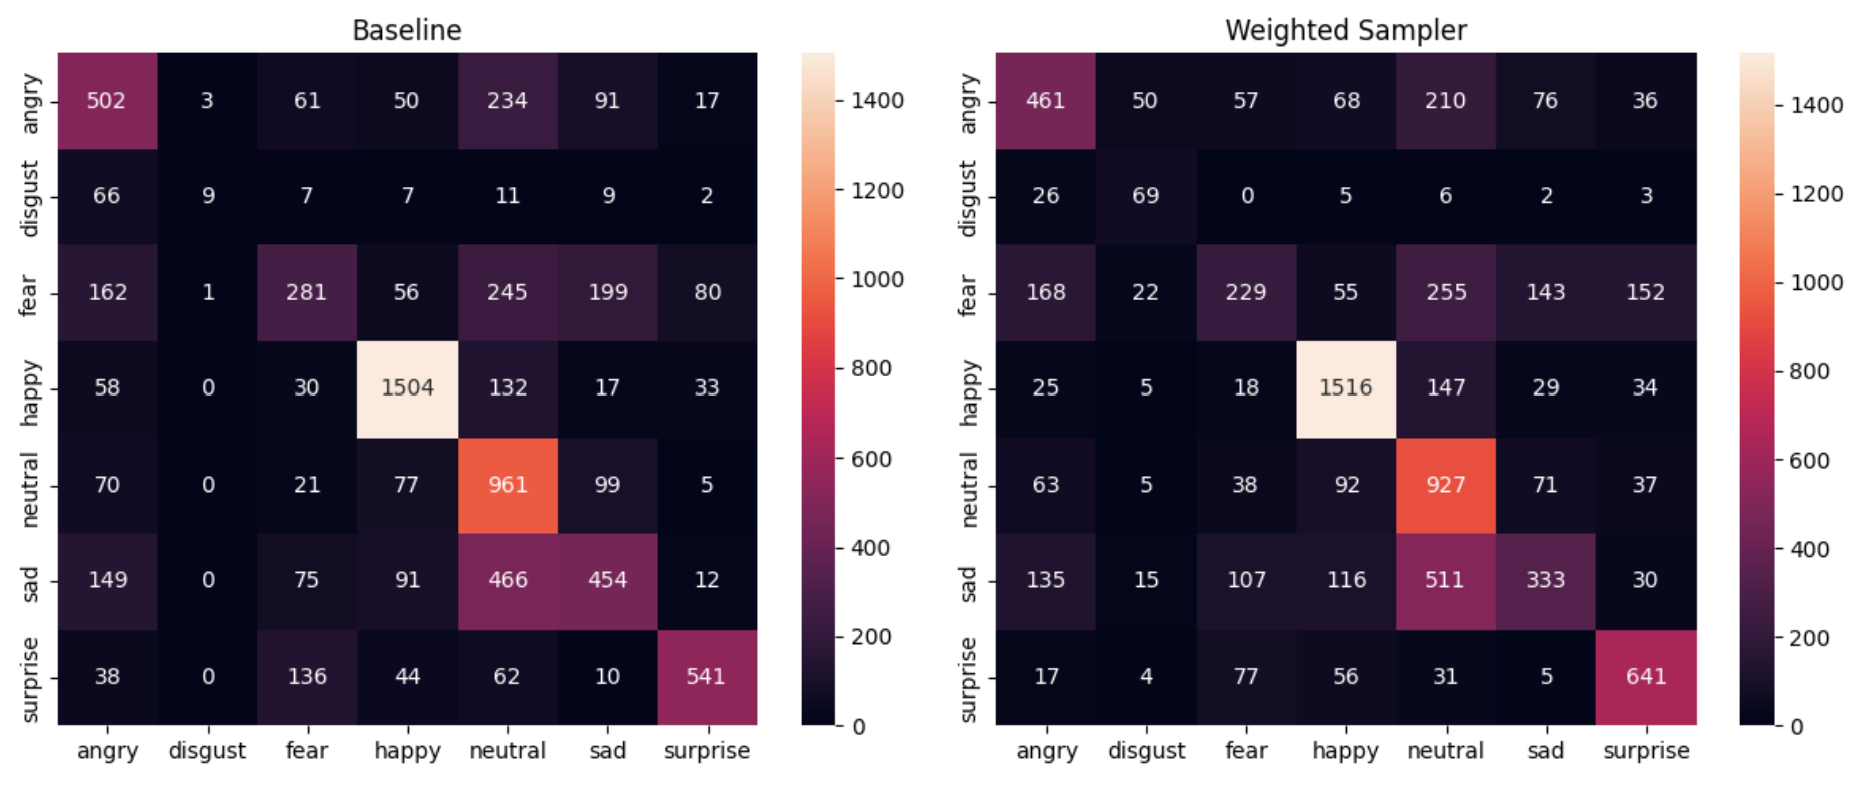 Baseline
angry 502 3 61 50 234 91 17
disgust 66 9 7 7 11 9 2
fear 162 1 281 56 245 199 80
happy 58 0 30 1504 132 17 33
neutral 70 0 21 77 961 99 5
sad 149 0 75 91 466 454 12
surprise 38 0 136 44 62 10 541
angry disgust fear happy neutral sad surprise
1400
1200
1000
800
600
400
200
0
Weighted Sampler
angry 461 50 57 68 210 76 36
disgust 26 69 0 5 6 2 3
fear 168 22 229 55 255 143 152
happy 25 5 18 1516 147 29 34
neutral 63 5 38 92 927 71 37
sad 135 15 107 116 511 333 30
surprise 17 4 77 56 31 5 641
angry disgust fear happy neutral sad surprise
1400
1200
1000
800
600
400
200
0